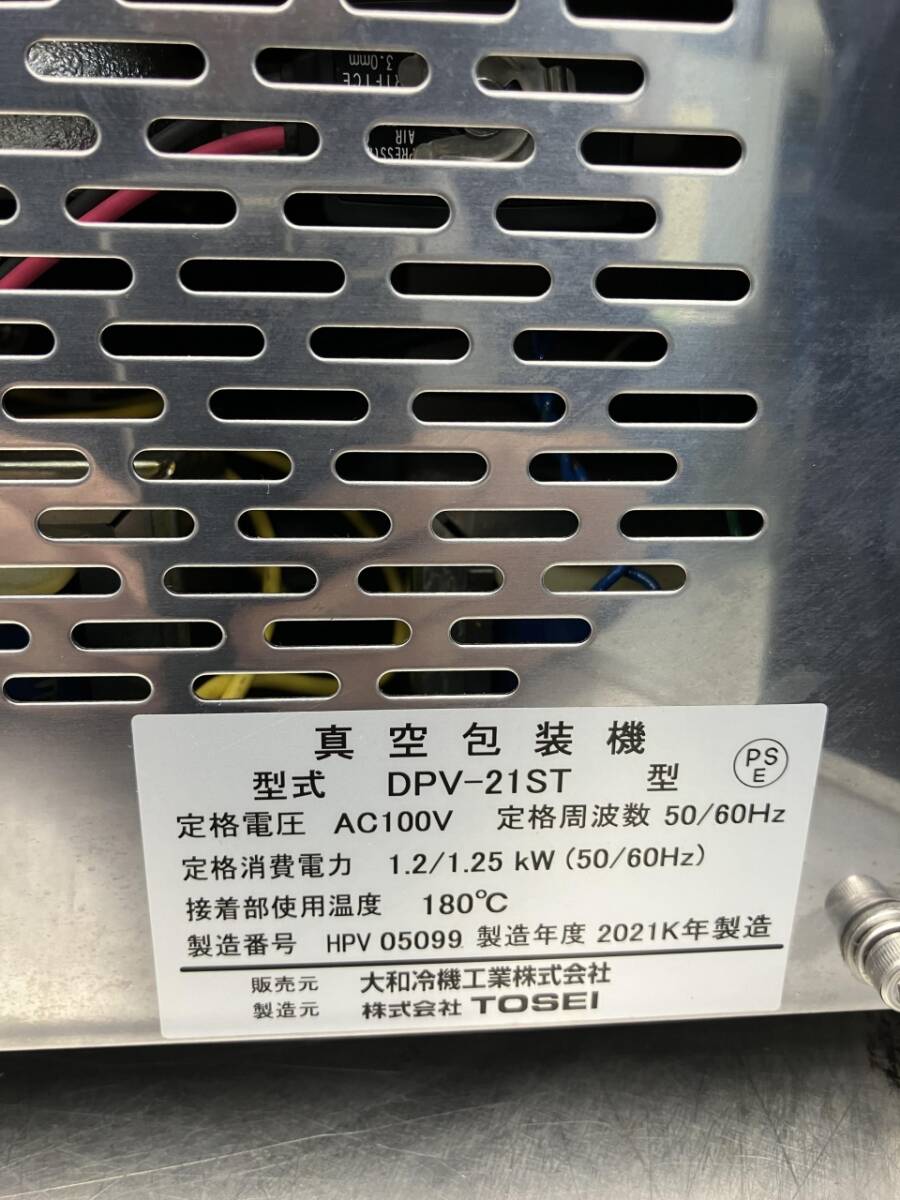 3.0mm
AIR
真空包装機
型式 DPV-21ST 型
PS
E
定格電圧 AC100V 定格周波数 50/60Hz
定格消費電力 1.2/1.25 kW (50/60Hz)
接着部使用温度 180℃
製造番号 HPV 05099 製造年度 2021K年製造
販売元 大和冷機工業株式会社
製造元 株式会社 TOSEI